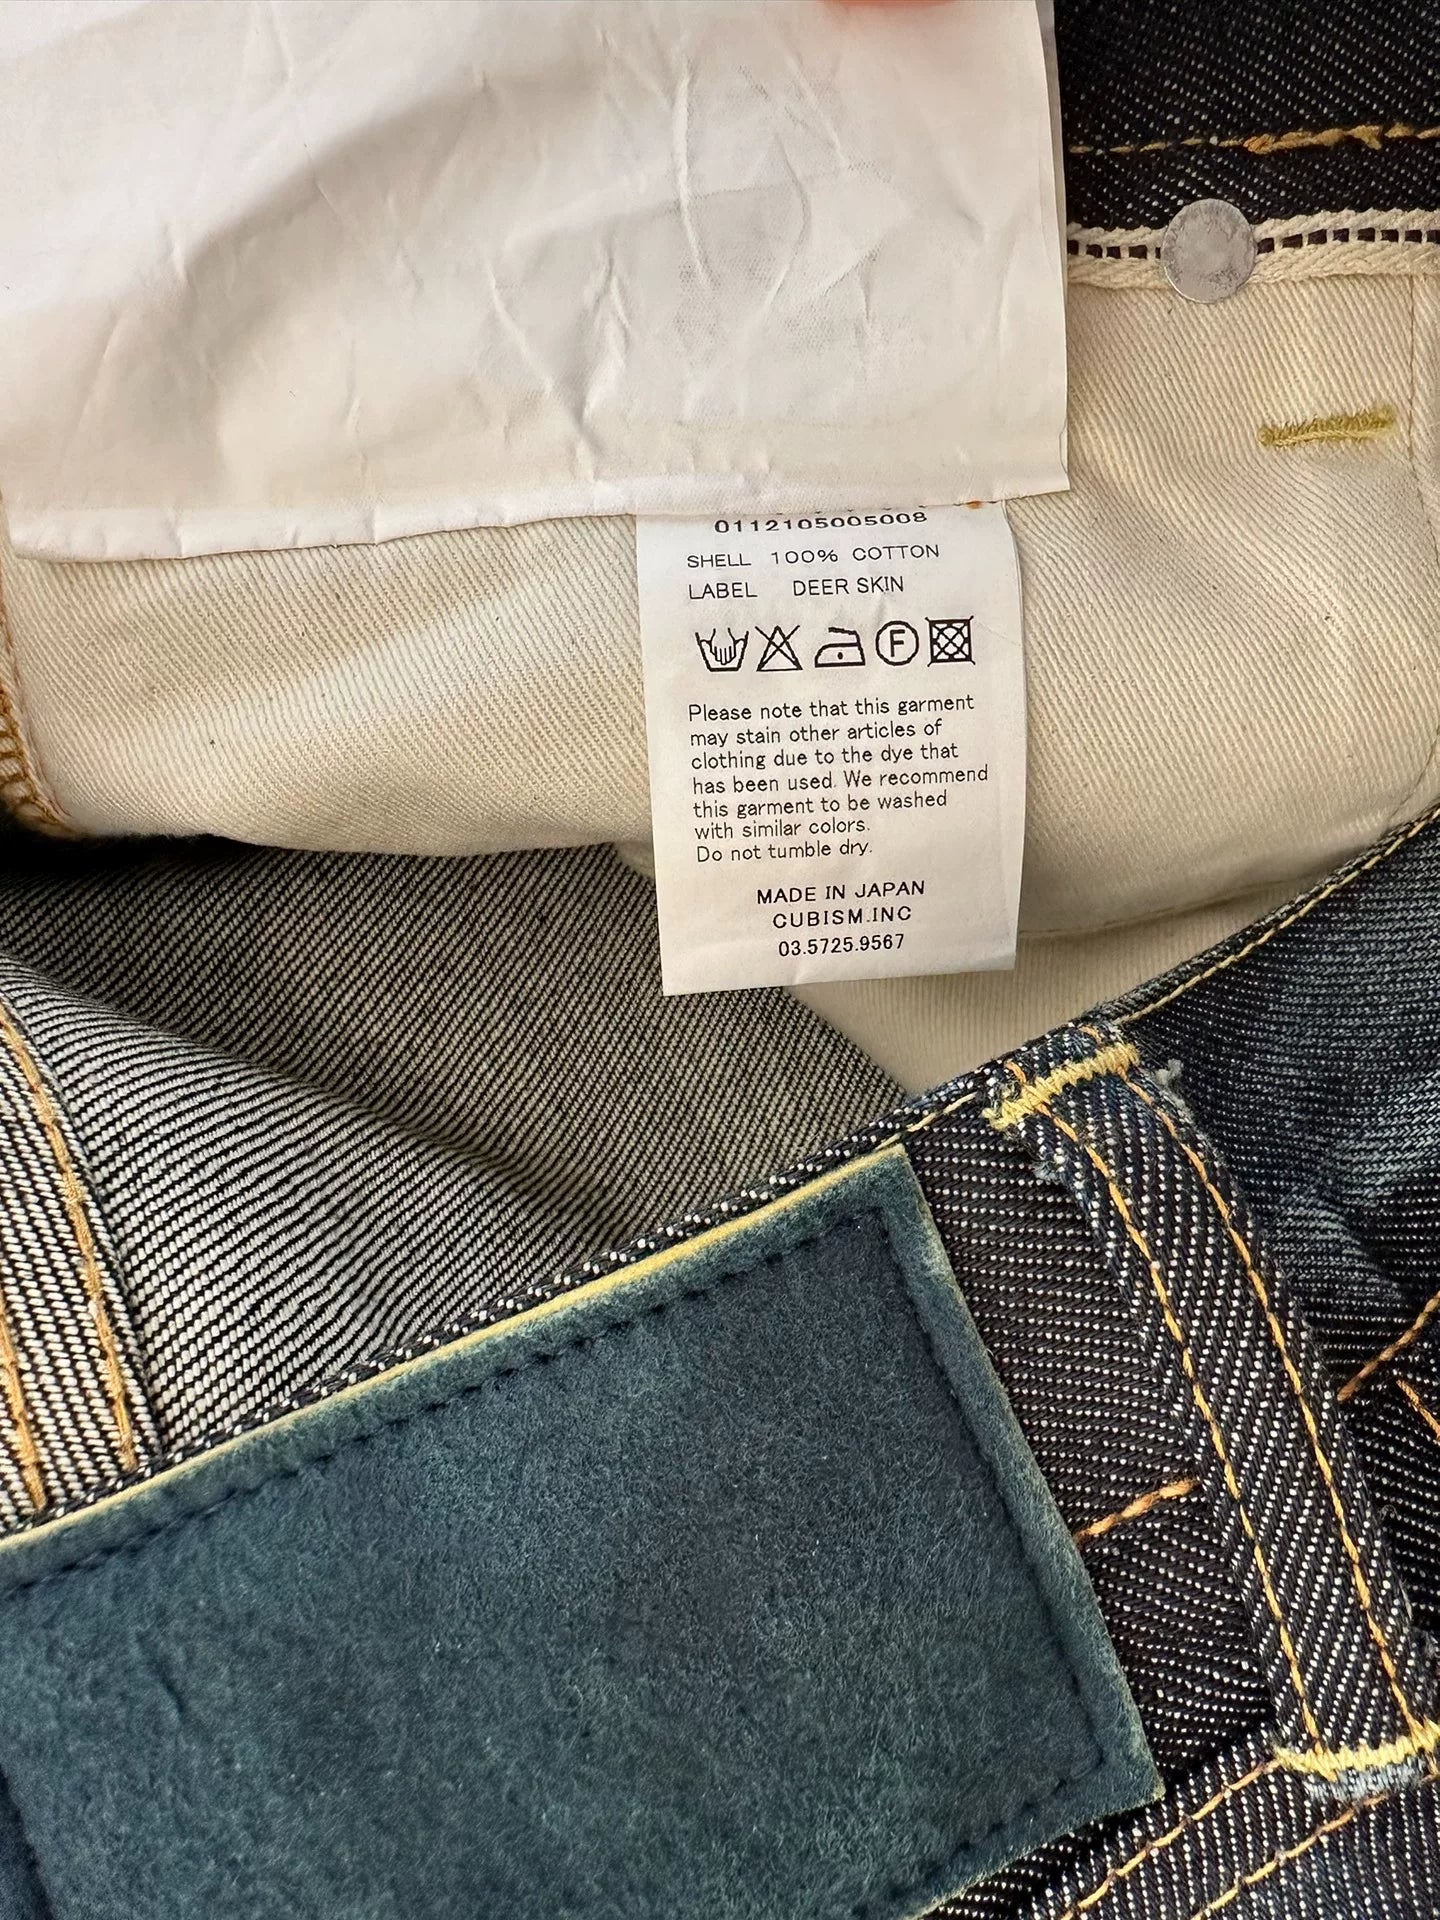 0112105005008
SHELL 100% COTTON
LABEL DEER SKIN
F
Please note that this garment
may stain other articles of
clothing due to the dye that
has been used. We recommend
this garment to be washed
with similar colors.
Do not tumble dry.
MADE IN JAPAN
CUBISM.INC
03.5725.9567